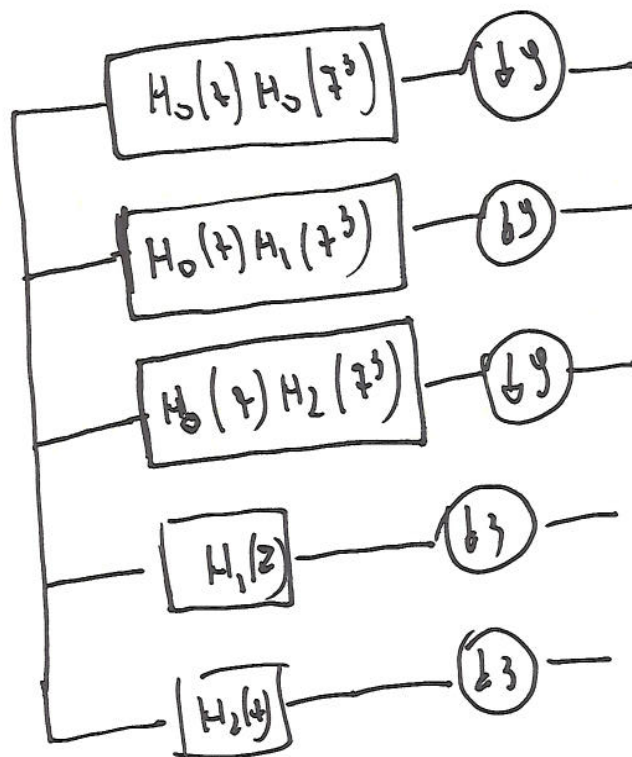 H₀(z) H₀(z³) ↓9
H₀(z) H₁(z³) ↓9
H₀(z) H₂(z³) ↓9
H₁(z) ↓3
H₂(z) ↓3